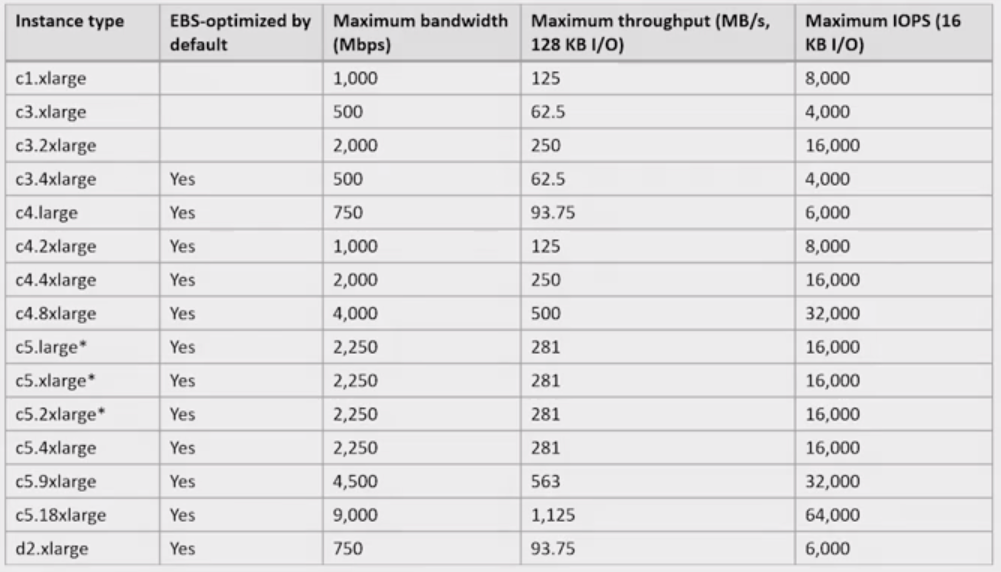 Instance type EBS-optimized by default Maximum bandwidth (Mbps) Maximum throughput (MB/s, 128 KB I/O) Maximum IOPS (16 KB I/O)
c1.xlarge 1,000 125 8,000
c3.xlarge 500 62.5 4,000
c3.2xlarge 2,000 250 16,000
c3.4xlarge Yes 500 62.5 4,000
c4.large Yes 750 93.75 6,000
c4.2xlarge Yes 1,000 125 8,000
c4.4xlarge Yes 2,000 250 16,000
c4.8xlarge Yes 4,000 500 32,000
c5.large* Yes 2,250 281 16,000
c5.xlarge* Yes 2,250 281 16,000
c5.2xlarge* Yes 2,250 281 16,000
c5.4xlarge Yes 2,250 281 16,000
c5.9xlarge Yes 4,500 563 32,000
c5.18xlarge Yes 9,000 1,125 64,000
d2.xlarge Yes 750 93.75 6,000